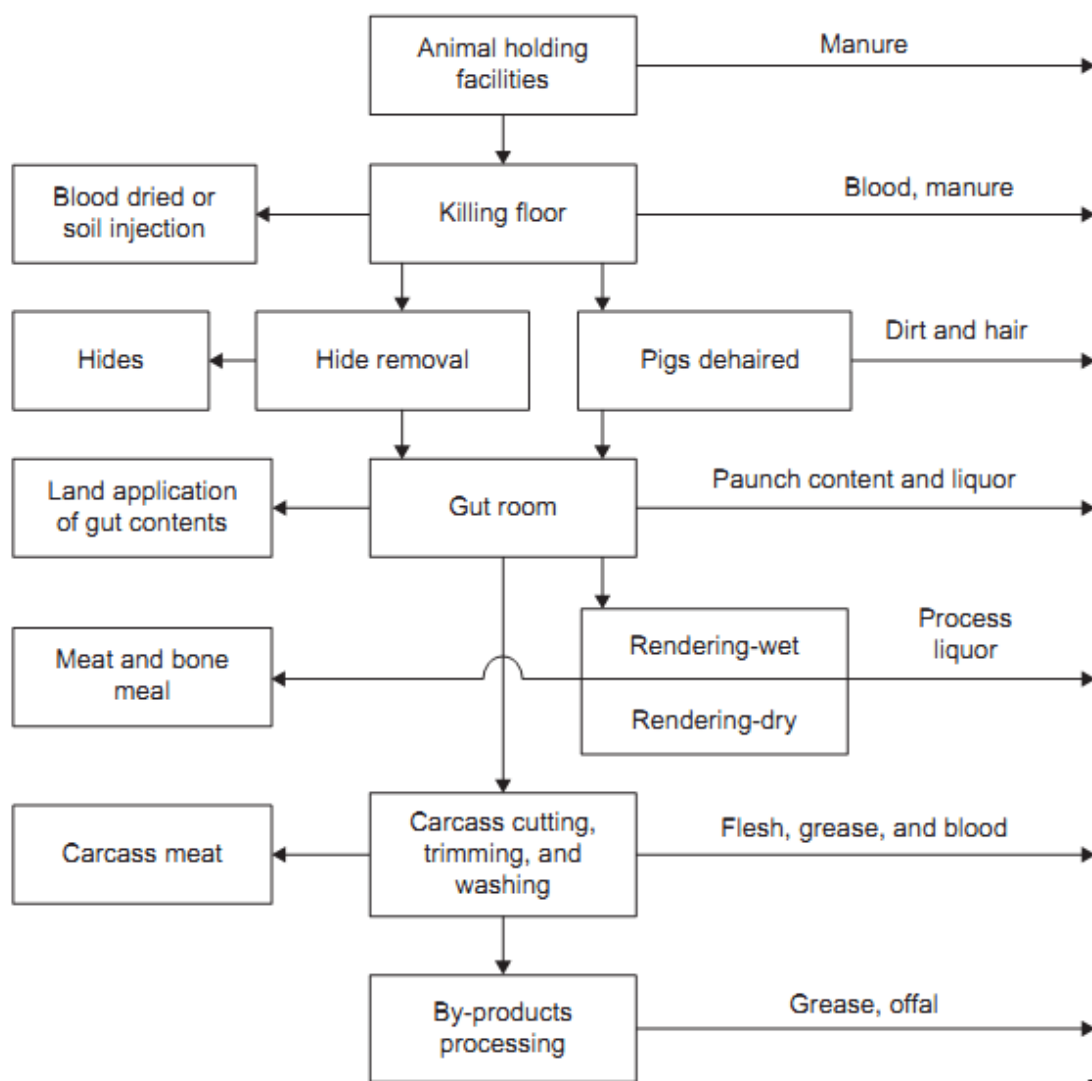 Animal holding
facilities
Manure
Blood dried or
soil injection
Killing floor
Blood, manure
Hides
Hide removal
Pigs dehaired
Dirt and hair
Land application
of gut contents
Gut room
Paunch content and liquor
Meat and bone
meal
Rendering-wet
Rendering-dry
Process
liquor
Carcass meat
Carcass cutting,
trimming, and
washing
Flesh, grease, and blood
By-products
processing
Grease, offal